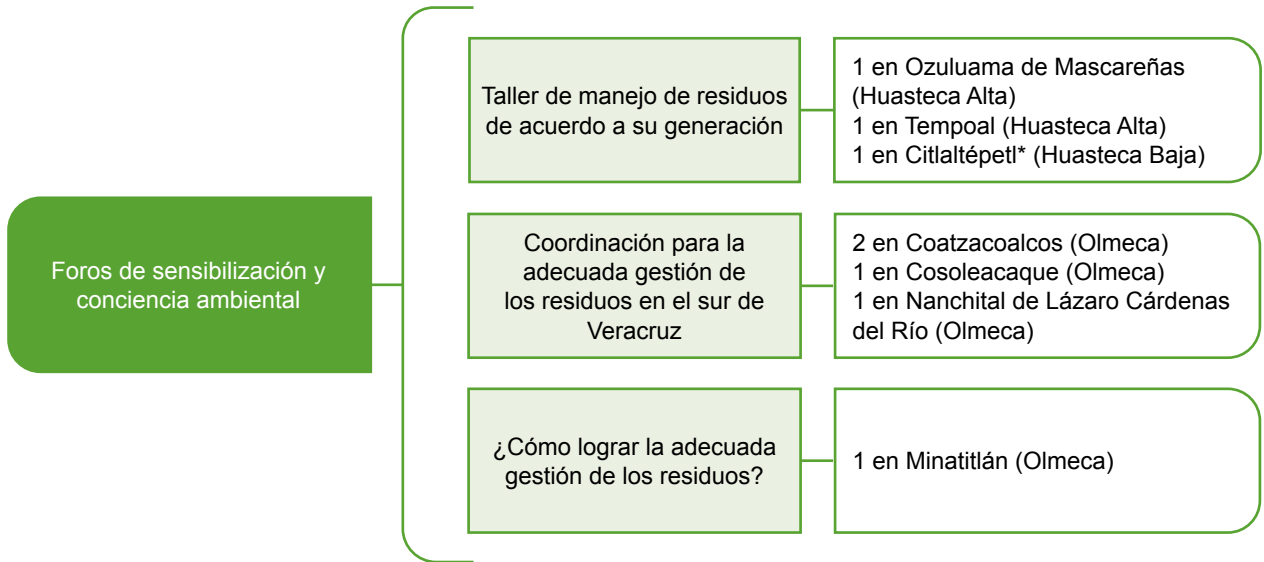 Foros de sensibilización y
conciencia ambiental
Taller de manejo de residuos
de acuerdo a su generación
1 en Ozuluama de Mascareñas
(Huasteca Alta)
1 en Tempoal (Huasteca Alta)
1 en Citlaltépetl* (Huasteca Baja)
Coordinación para la
adecuada gestión de
los residuos en el sur de
Veracruz
2 en Coatzacoalcos (Olmeca)
1 en Cosoleacaque (Olmeca)
1 en Nanchital de Lázaro Cárdenas
del Río (Olmeca)
¿Cómo lograr la adecuada
gestión de los residuos?
1 en Minatitlán (Olmeca)